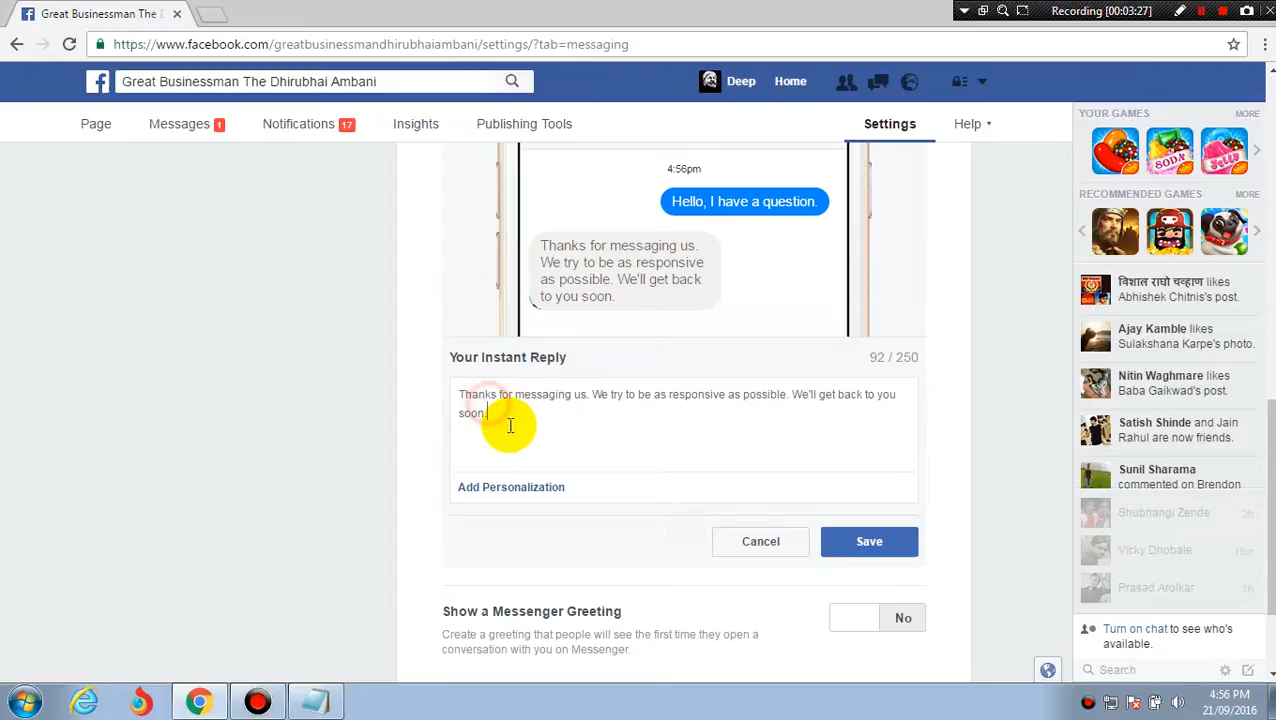 Great Businessman The D
Recording [00:03:27]
https://www.facebook.com/greatbusinessmandhirubhaiambani/settings/?tab=messaging
Great Businessman The Dhirubhai Ambani
Deep
Home
Page
Messages 1
Notifications 17
Insights
Publishing Tools
Settings
Help
4:56pm
Hello, I have a question.
Thanks for messaging us.
We try to be as responsive
as possible. We'll get back
to you soon.
Your Instant Reply
92 / 250
Thanks for messaging us. We try to be as responsive as possible. We'll get back to you
soon.
Add Personalization
Cancel
Save
Show a Messenger Greeting
No
Create a greeting that people will see the first time they open a
conversation with you on Messenger.
YOUR GAMES
MORE
SODA
JELLY
RECOMMENDED GAMES
MORE
विशाल राघो चव्हाण likes
Abhishek Chitnis's post.
Ajay Kamble likes
Sulakshana Karpe's photo.
Nitin Waghmare likes
Baba Gaikwad's post.
Satish Shinde and Jain
Rahul are now friends.
Sunil Sharama
commented on Brendon
Shubhangi Zende
2h
Vicky Dhobale
15m
Prasad Arolkar
1h
Turn on chat to see who's
available.
Search
4:56 PM
21/09/2016